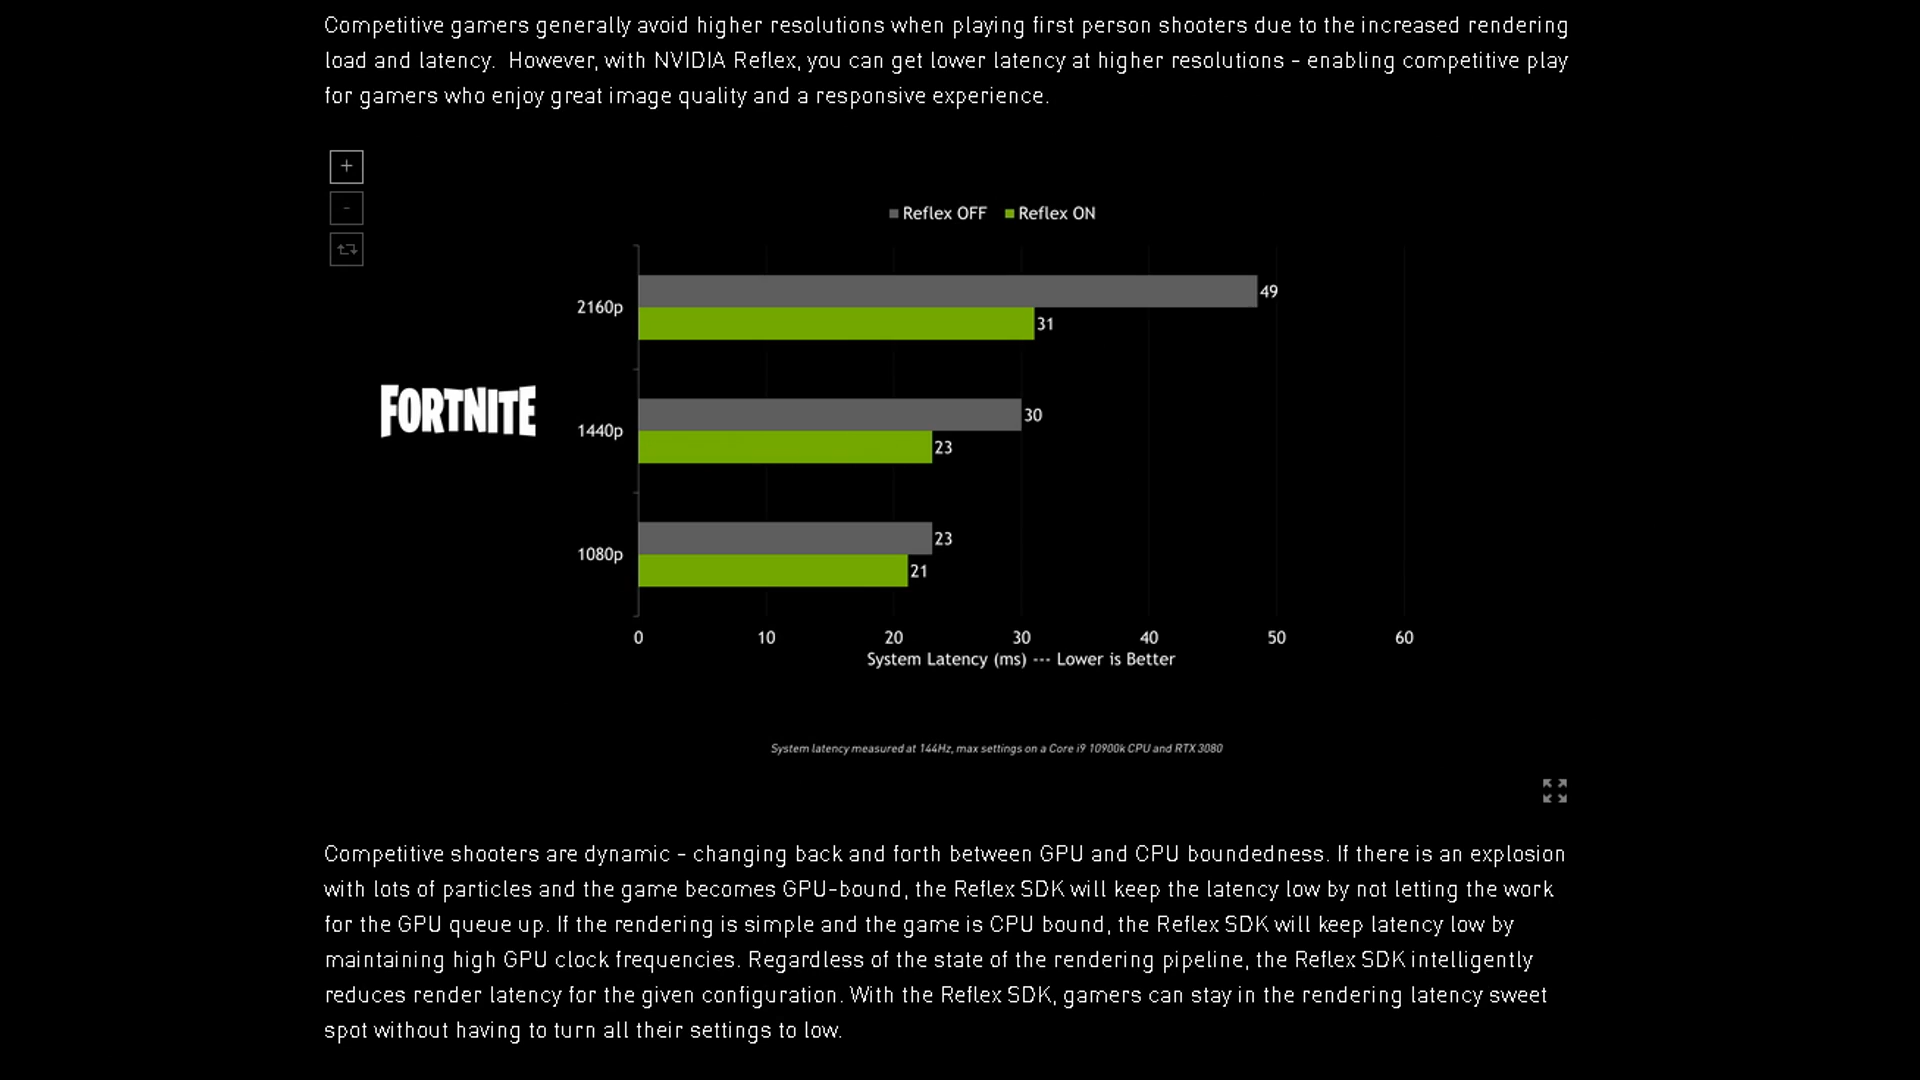 Competitive gamers generally avoid higher resolutions when playing first person shooters due to the increased rendering
load and latency.  However, with NVIDIA Reflex, you can get lower latency at higher resolutions - enabling competitive play
for gamers who enjoy great image quality and a responsive experience.
+
-
Reflex OFF Reflex ON
2160p
49
31
FORTNITE
1440p
30
23
1080p
23
21
0 10 20 30 40 50 60
System Latency (ms) --- Lower is Better
System latency measured at 144Hz, max settings on a Core i9 10900k CPU and RTX 3080
Competitive shooters are dynamic - changing back and forth between GPU and CPU boundedness. If there is an explosion
with lots of particles and the game becomes GPU-bound, the Reflex SDK will keep the latency low by not letting the work
for the GPU queue up. If the rendering is simple and the game is CPU bound, the Reflex SDK will keep latency low by
maintaining high GPU clock frequencies. Regardless of the state of the rendering pipeline, the Reflex SDK intelligently
reduces render latency for the given configuration. With the Reflex SDK, gamers can stay in the rendering latency sweet
spot without having to turn all their settings to low.